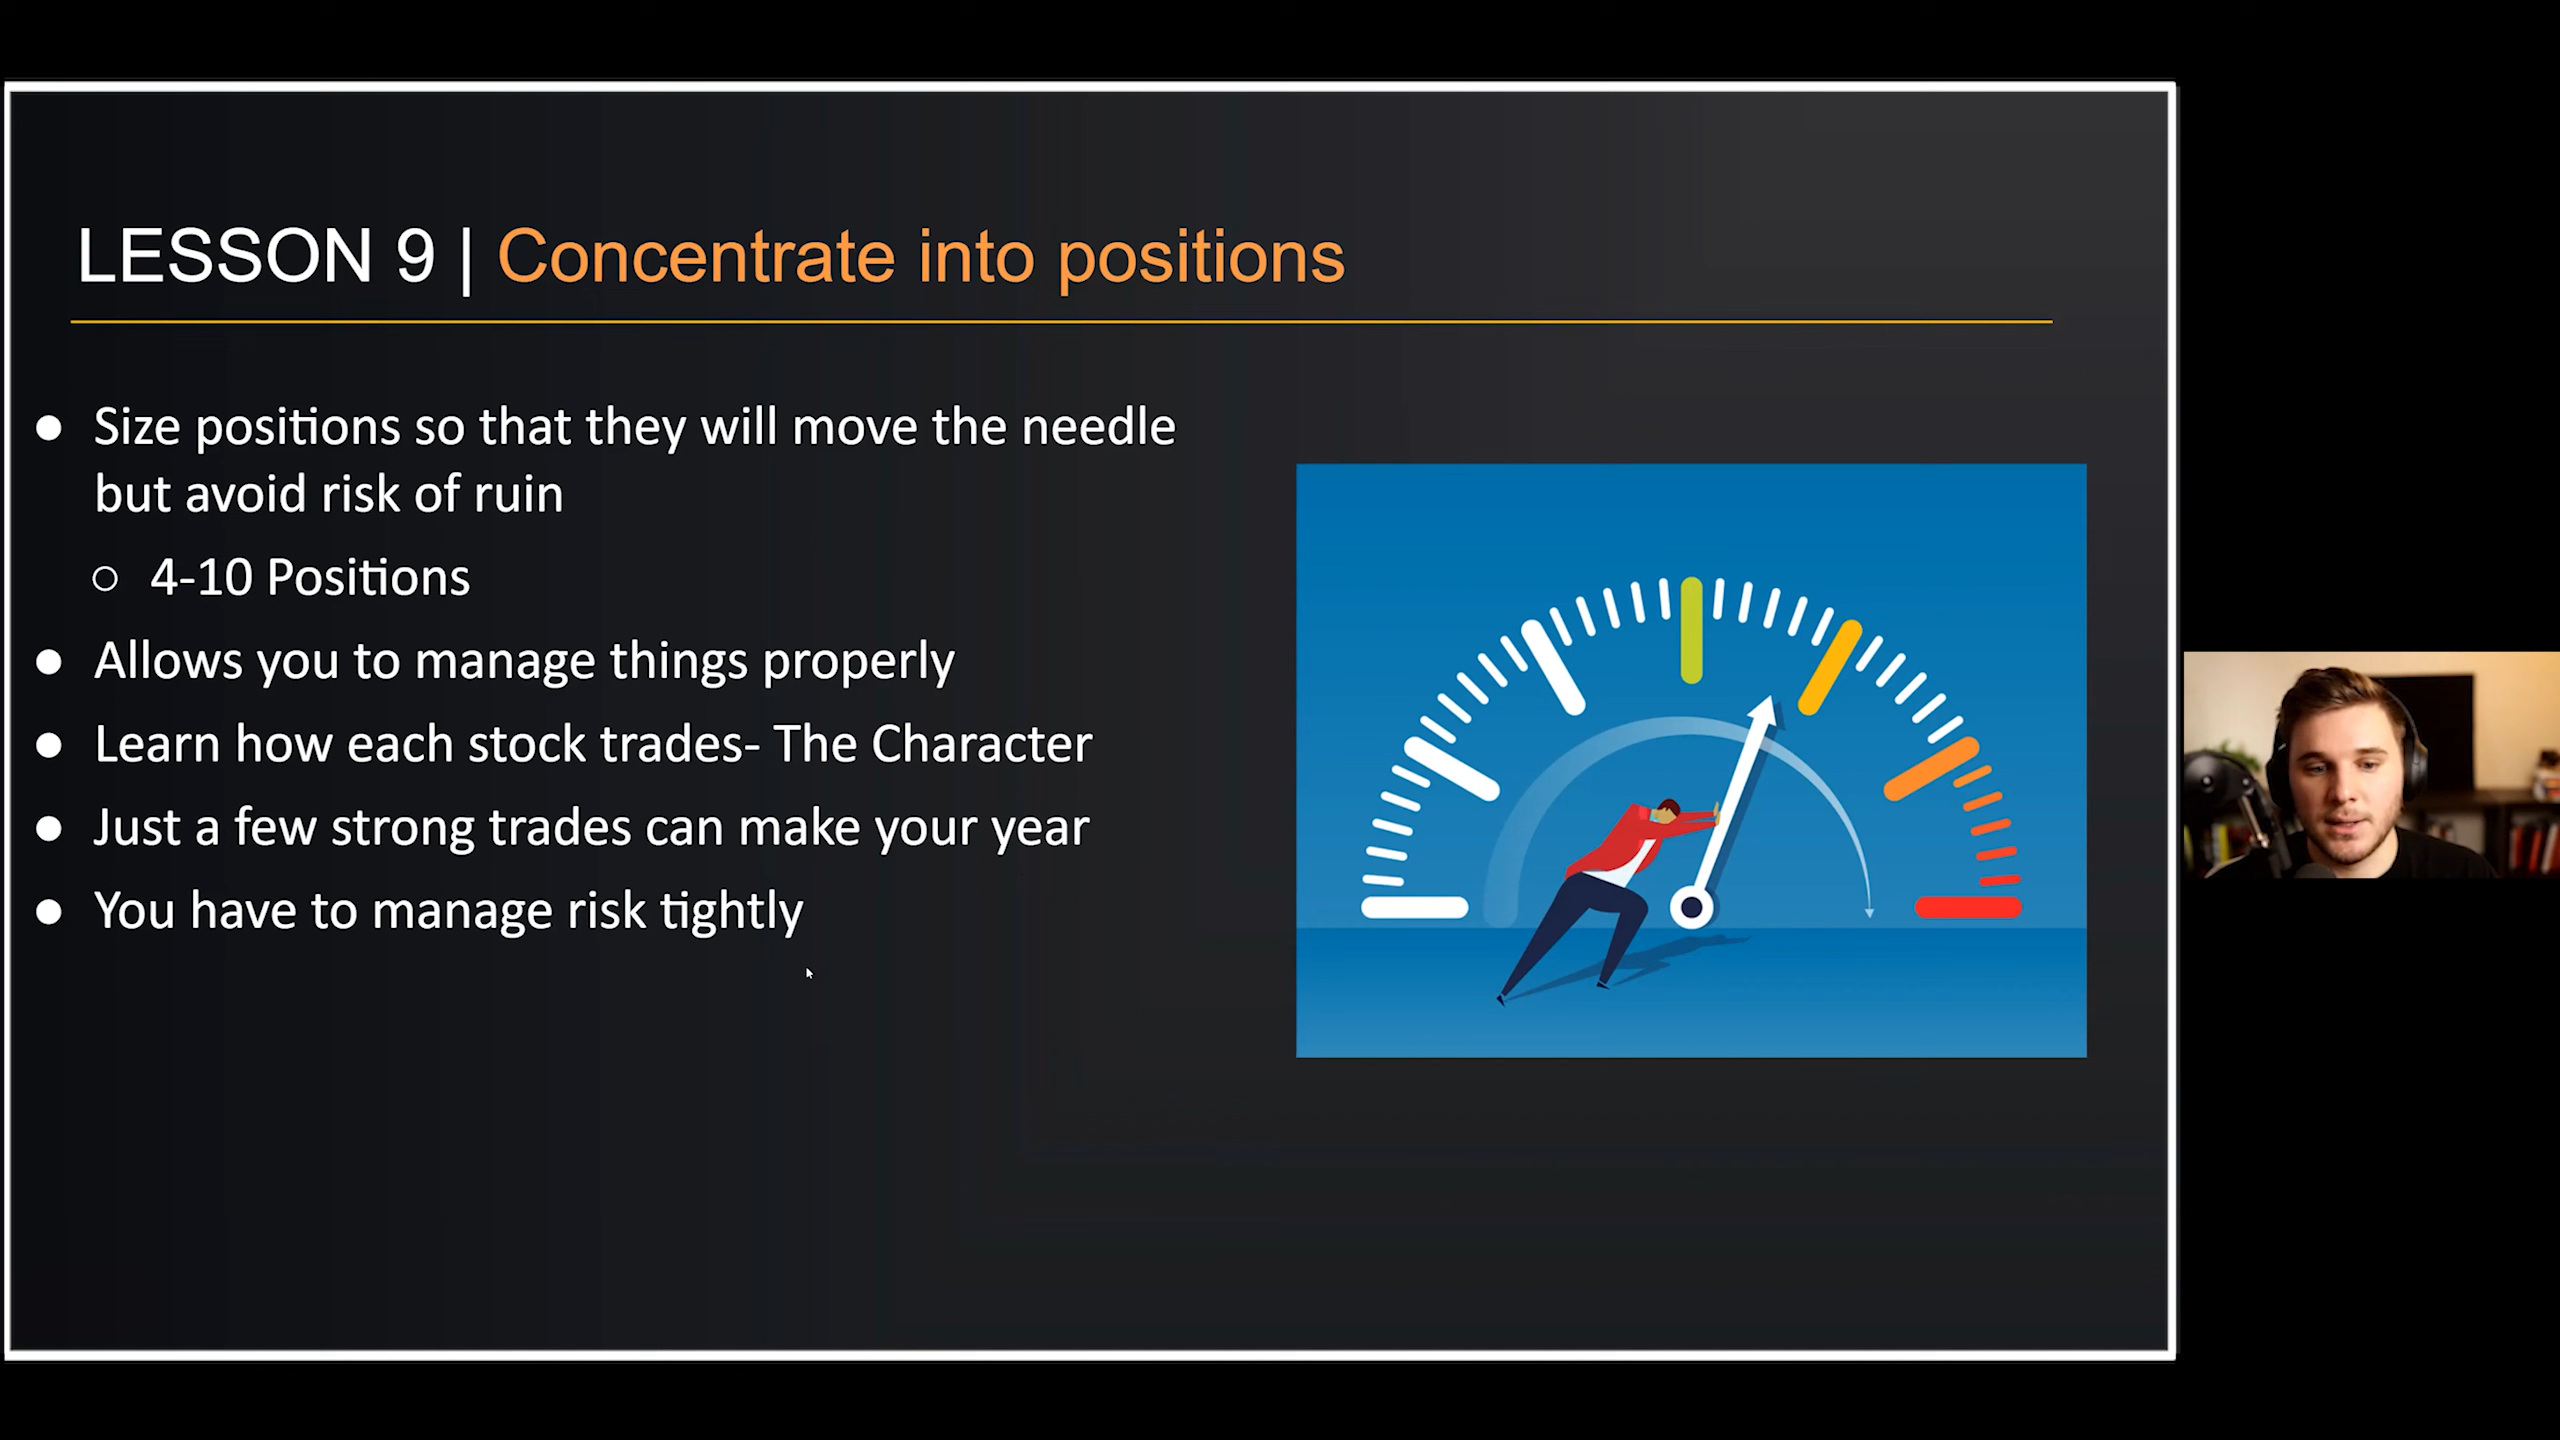 LESSON 9 | Concentrate into positions
● Size positions so that they will move the needle
but avoid risk of ruin
○ 4-10 Positions
● Allows you to manage things properly
● Learn how each stock trades- The Character
● Just a few strong trades can make your year
● You have to manage risk tightly